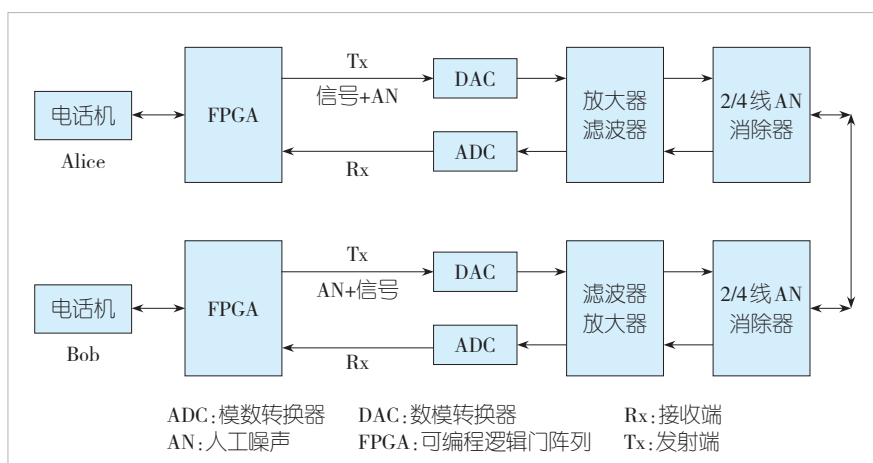 电话机
Alice
FPGA
Tx
信号+AN
Rx
DAC
ADC
放大器
滤波器
2/4线AN
消除器
电话机
Bob
FPGA
Tx
AN+信号
Rx
DAC
ADC
滤波器
放大器
2/4线AN
消除器
ADC:模数转换器 DAC:数模转换器 Rx:接收端
AN:人工噪声 FPGA:可编程逻辑门阵列 Tx:发射端